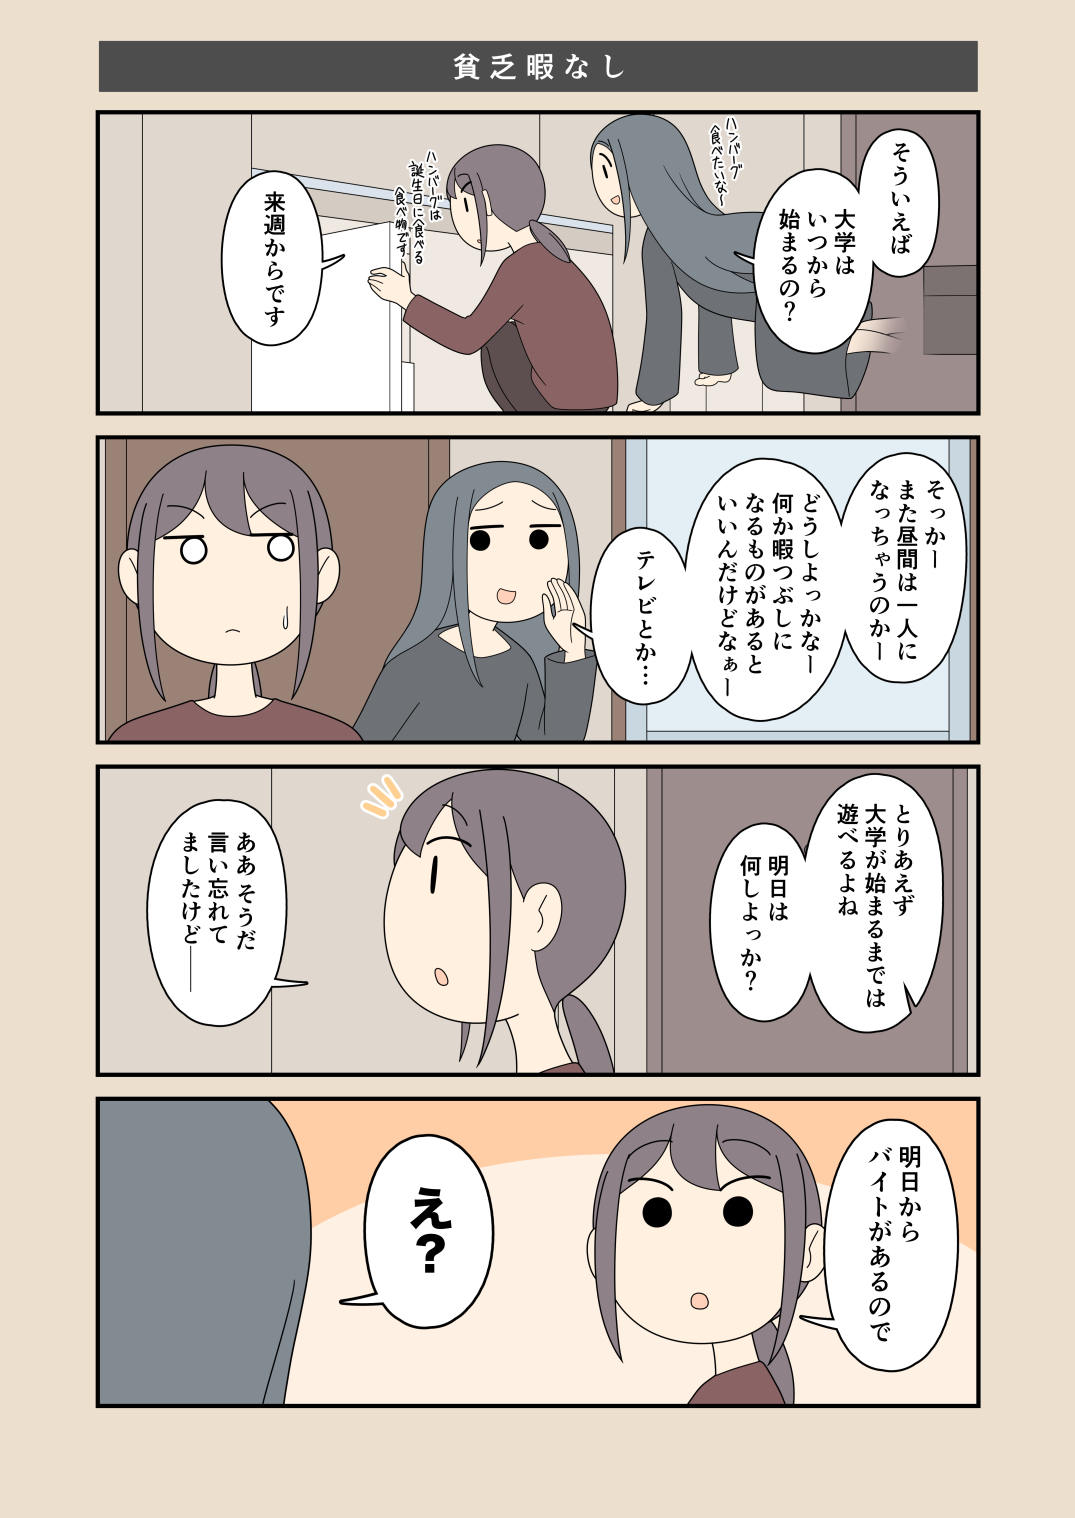 貧乏暇なし
そういえば
大学は
いつから
始まるの？
ハンバーグ
食べたいな～
ハンバーグは
誕生日に食べる
食べ物です
来週からです
そっかー
また昼間は一人に
なっちゃうのかー
どうしよっかなー
何か暇つぶしに
なるものがあると
いいんだけどなぁー
テレビとか…
とりあえず
大学が始まるまでは
遊べるよね
明日は
何しよっか？
ああそうだ
言い忘れて
ましたけど――
明日から
バイトがあるので
え？